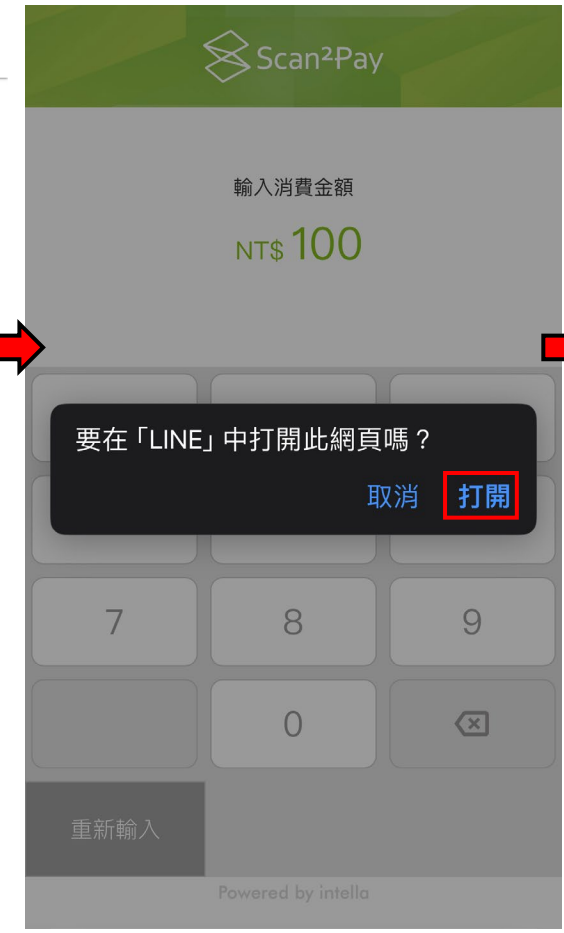 Scan²Pay
輸入消費金額
NT$ 100
要在「LINE」中打開此網頁嗎？
取消 打開
7 8 9
0
重新輸入
Powered by intella